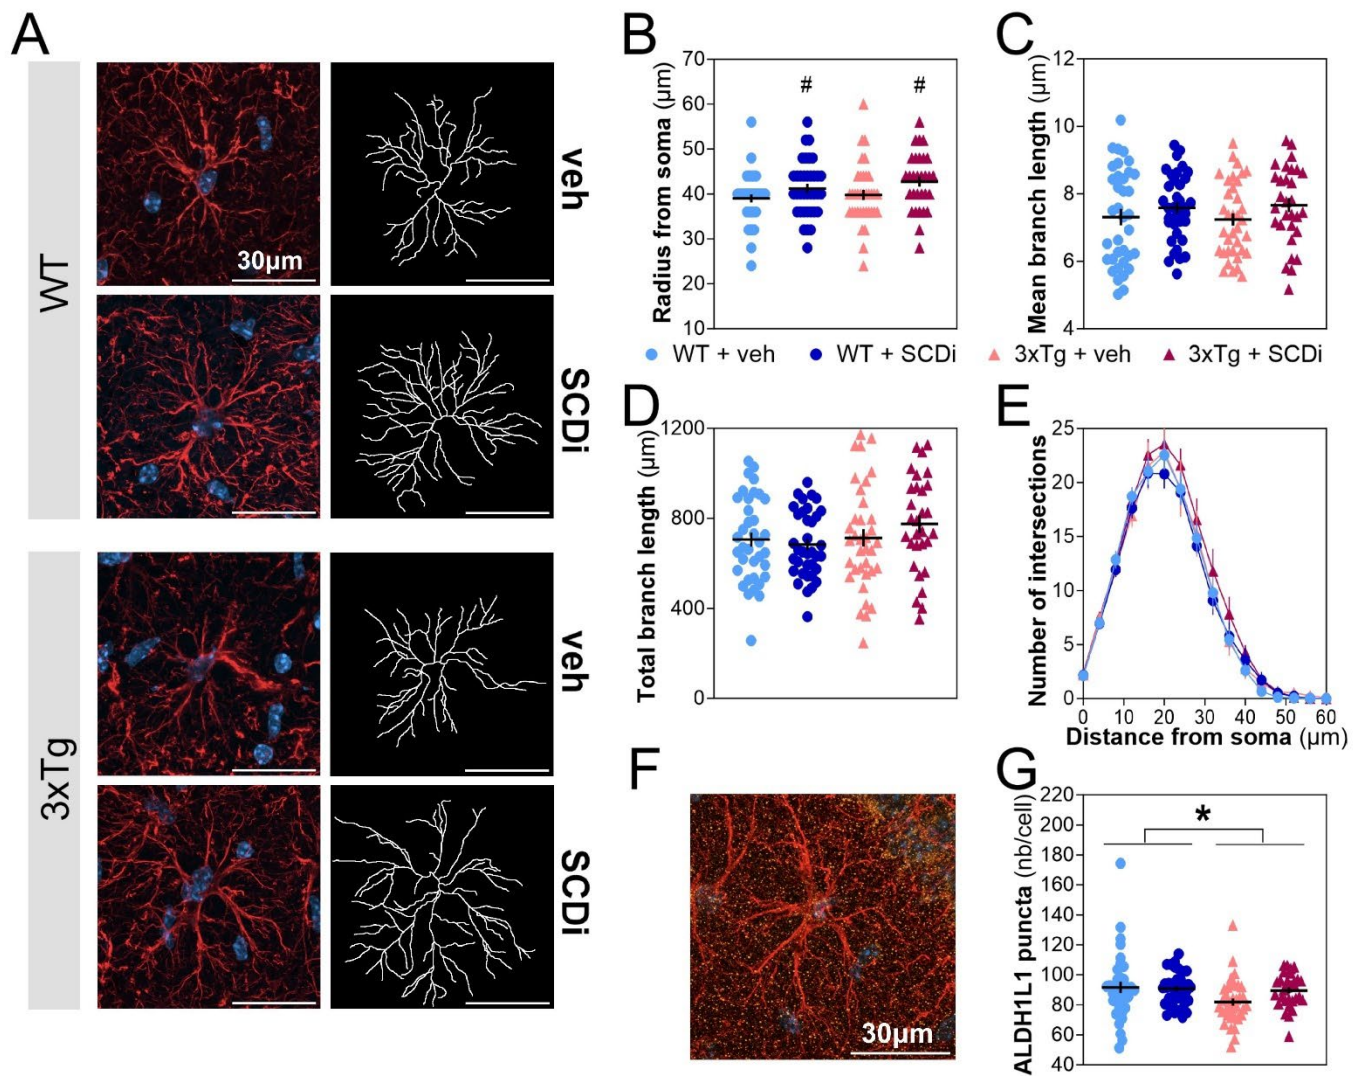 A
WT
veh
30µm
SCDi
3xTg
veh
SCDi
B
Radius from soma (µm)
70
60
50
40
30
20
10
# #
C
Mean branch length (µm)
12
10
8
6
4
WT + veh WT + SCDi 3xTg + veh 3xTg + SCDi
D
Total branch length (µm)
1200
800
400
0
E
Number of intersections
25
20
15
10
5
0
0 10 20 30 40 50 60
Distance from soma (µm)
F
30µm
G
ALDH1L1 puncta (nb/cell)
220
200
180
160
140
120
100
80
60
40
*